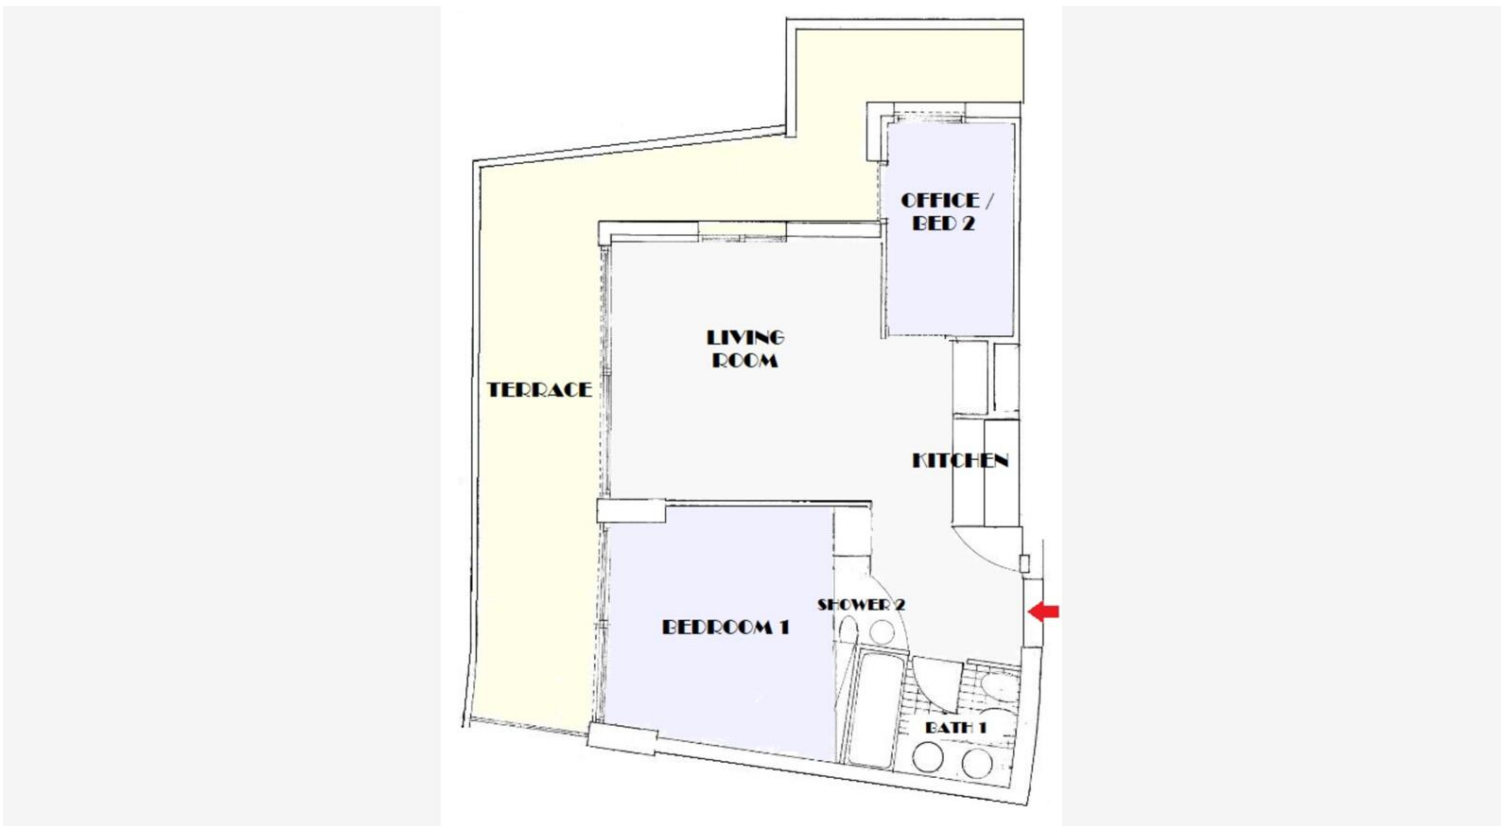 OFFICE /
BED 2
LIVING
ROOM
TERRACE
KITCHEN
SHOWER 2
BEDROOM 1
BATH 1